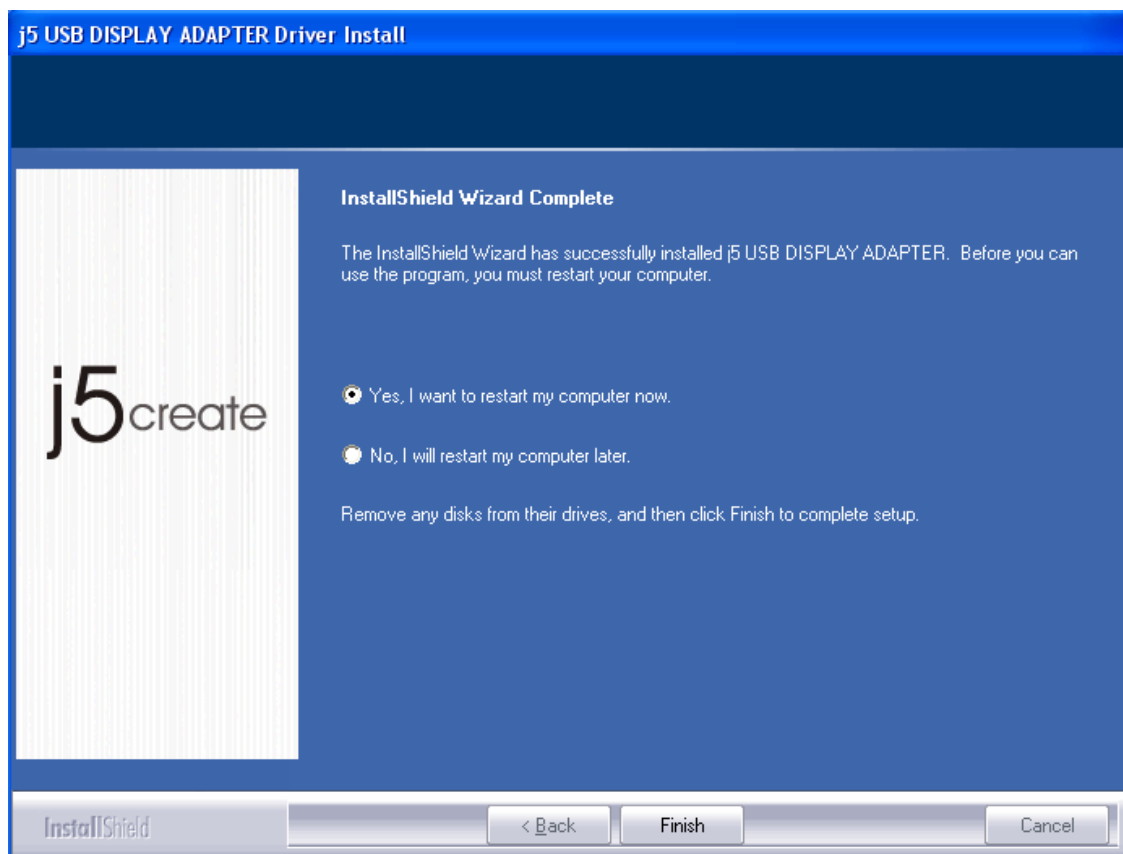 j5 USB DISPLAY ADAPTER Driver Install
InstallShield Wizard Complete
The InstallShield Wizard has successfully installed j5 USB DISPLAY ADAPTER. Before you can
use the program, you must restart your computer.
j5create
Yes, I want to restart my computer now.
No, I will restart my computer later.
Remove any disks from their drives, and then click Finish to complete setup.
InstallShield
< Back
Finish
Cancel